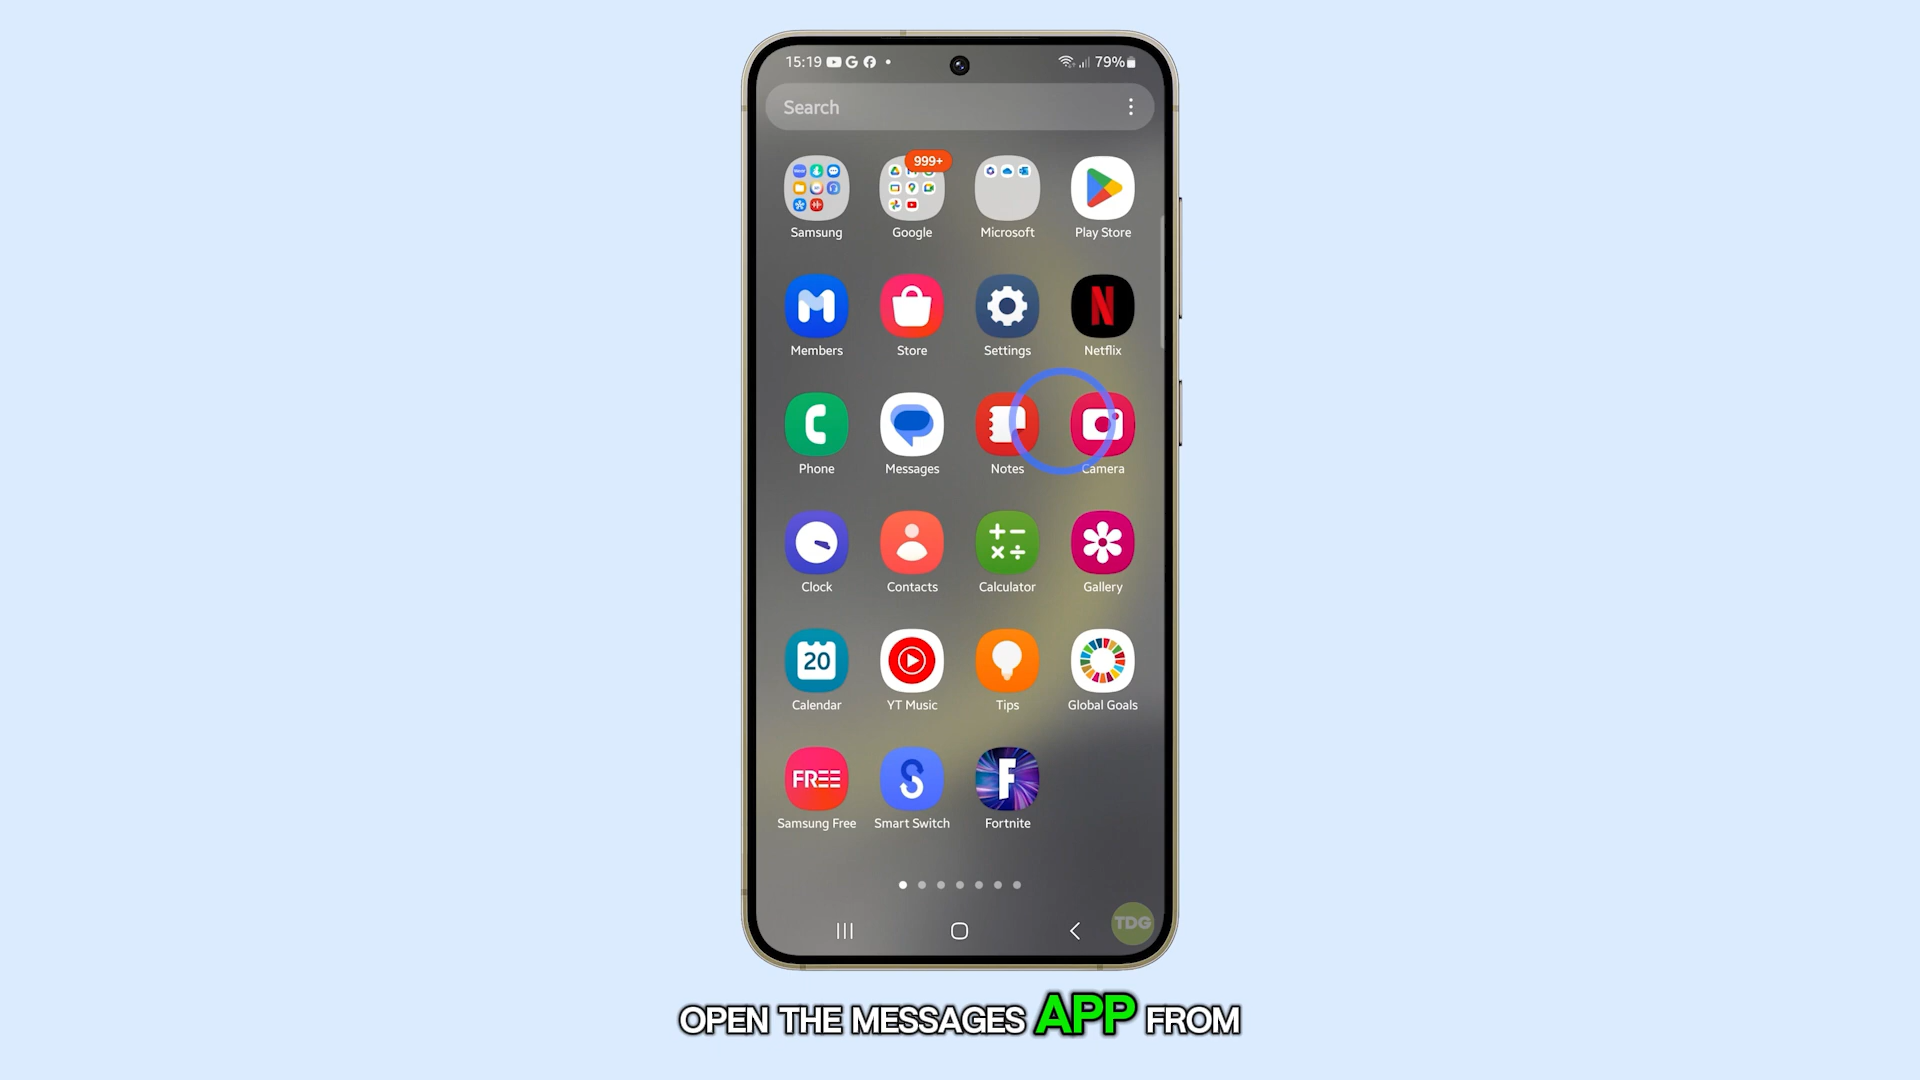 15:19
79%
Search
999+
Samsung Google Microsoft Play Store
Members Store Settings Netflix
Phone Messages Notes Camera
Clock Contacts Calculator Gallery
20
Calendar YT Music Tips Global Goals
FREE
Samsung Free Smart Switch Fortnite
TDG
OPEN THE MESSAGES APP FROM